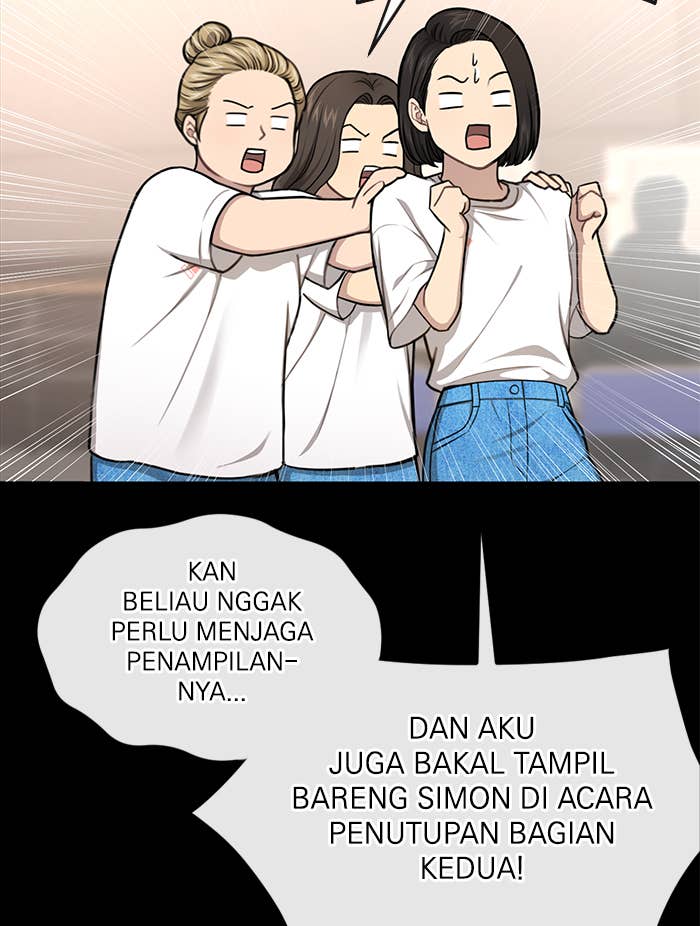 KAN
BELIAU NGGAK
PERLU MENJAGA
PENAMPILAN-
NYA...
DAN AKU
JUGA BAKAL TAMPIL
BARENG SIMON DI ACARA
PENUTUPAN BAGIAN
KEDUA!